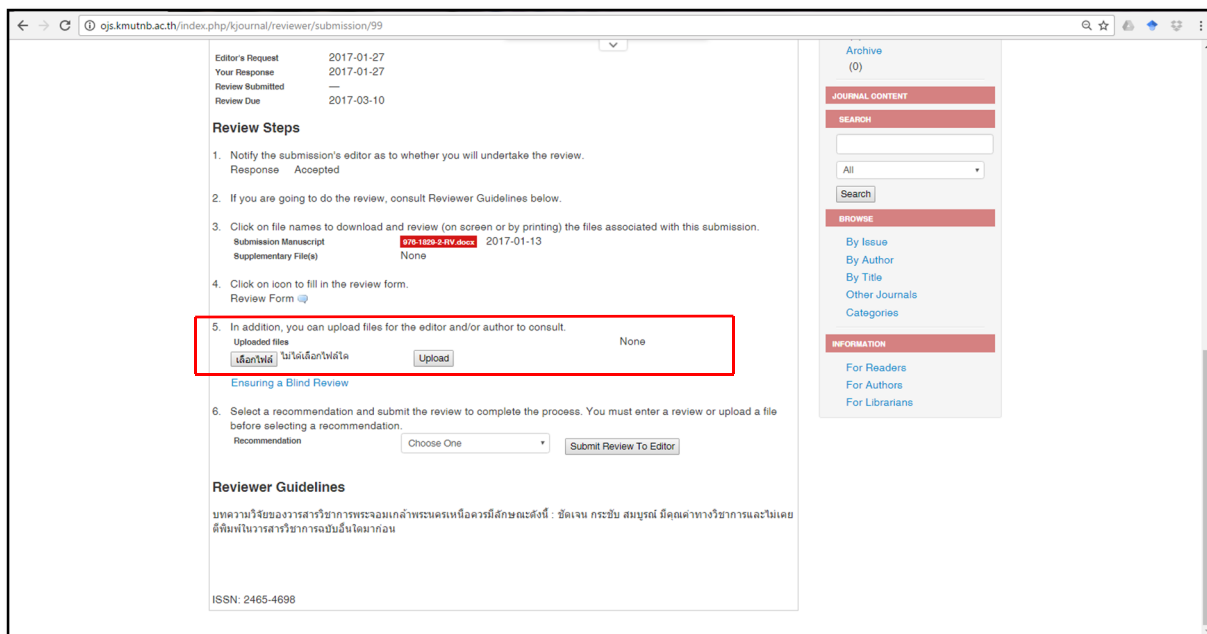 ojs.kmutnb.ac.th/index.php/kjournal/reviewer/submission/99
Editor's Request 2017-01-27
Your Response 2017-01-27
Review Submitted —
Review Due 2017-03-10
Review Steps
1. Notify the submission's editor as to whether you will undertake the review.
Response Accepted
2. If you are going to do the review, consult Reviewer Guidelines below.
3. Click on file names to download and review (on screen or by printing) the files associated with this submission.
Submission Manuscript 976-1829-2-RV.docx 2017-01-13
Supplementary File(s) None
4. Click on icon to fill in the review form.
Review Form
5. In addition, you can upload files for the editor and/or author to consult.
Uploaded files None
เลือกไฟล์ ไม่ได้เลือกไฟล์ใด Upload
Ensuring a Blind Review
6. Select a recommendation and submit the review to complete the process. You must enter a review or upload a file
before selecting a recommendation.
Recommendation Choose One Submit Review To Editor
Reviewer Guidelines
บทความวิจัยของวารสารวิชาการพระจอมเกล้าพระนครเหนือควรมีลักษณะดังนี้ : ชัดเจน กระชับ สมบูรณ์ มีคุณค่าทางวิชาการและไม่เคย
ตีพิมพ์ในวารสารวิชาการฉบับอื่นใดมาก่อน
ISSN: 2465-4698
Archive
(0)
JOURNAL CONTENT
SEARCH
All
Search
BROWSE
By Issue
By Author
By Title
Other Journals
Categories
INFORMATION
For Readers
For Authors
For Librarians